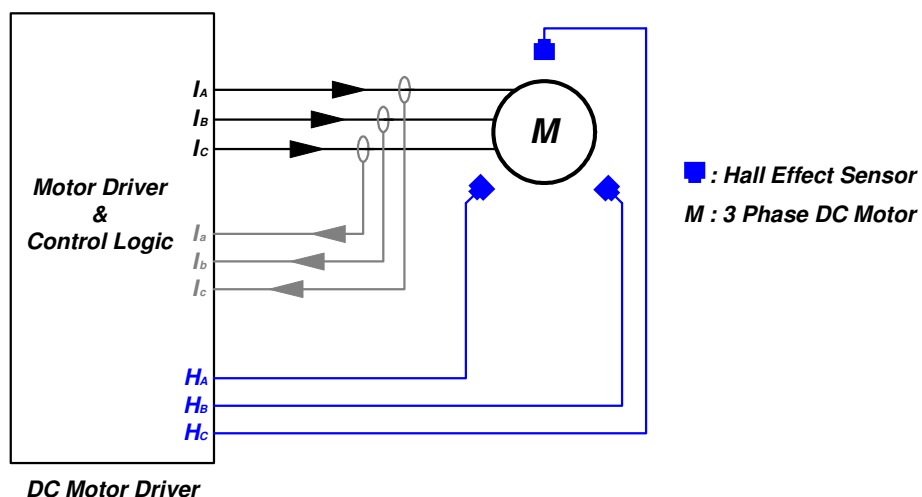 IA
IB
IC
Motor Driver
&
Control Logic
Ia
Ib
Ic
HA
HB
HC
DC Motor Driver
M
: Hall Effect Sensor
M : 3 Phase DC Motor